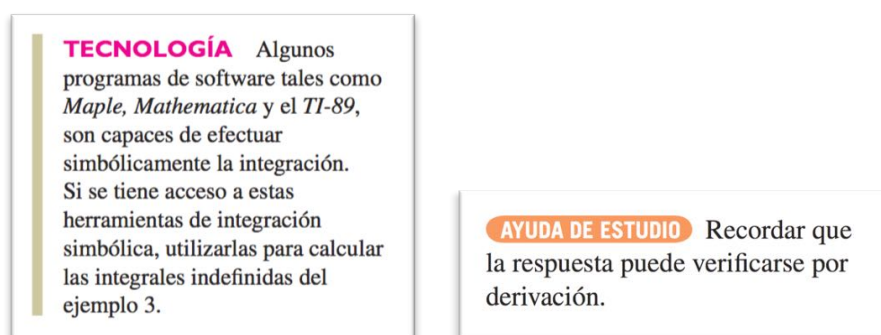 TECNOLOGÍA Algunos
programas de software tales como
Maple, Mathematica y el TI-89,
son capaces de efectuar
simbólicamente la integración.
Si se tiene acceso a estas
herramientas de integración
simbólica, utilizarlas para calcular
las integrales indefinidas del
ejemplo 3.
AYUDA DE ESTUDIO Recordar que
la respuesta puede verificarse por
derivación.